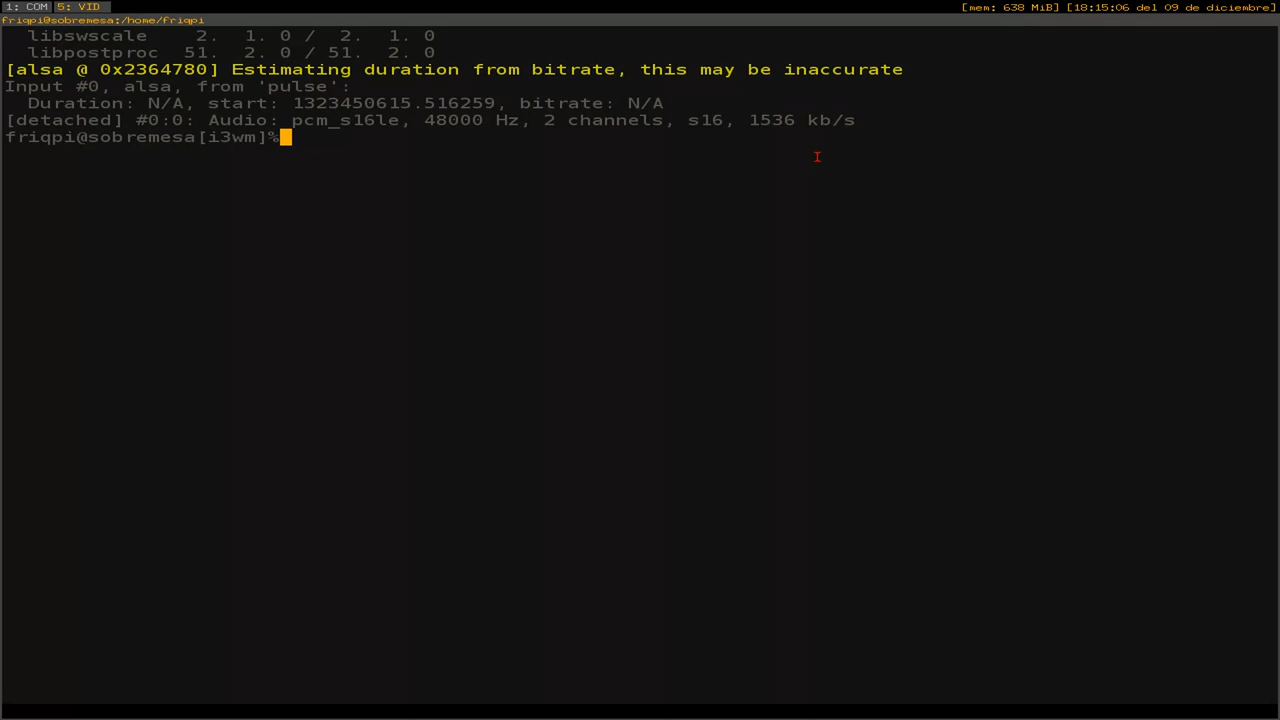 1: COM 5: VID [mem: 638 MiB] [18:15:06 del 09 de diciembre]
friqpi@sobremesa:/home/friqpi
libswscale 2. 1. 0 / 2. 1. 0
libpostproc 51. 2. 0 / 51. 2. 0
[alsa @ 0x2364780] Estimating duration from bitrate, this may be inaccurate
Input #0, alsa, from 'pulse':
Duration: N/A, start: 1323450615.516259, bitrate: N/A
[detached] #0:0: Audio: pcm_s16le, 48000 Hz, 2 channels, s16, 1536 kb/s
friqpi@sobremesa[i3wm]%